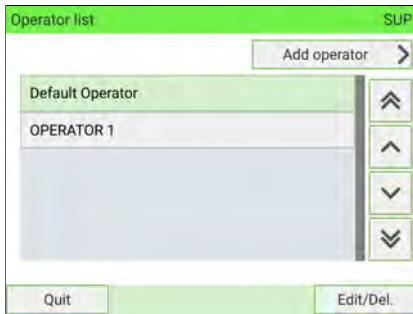 Operator list SUP
Add operator
Default Operator
OPERATOR 1
Quit Edit/Del.